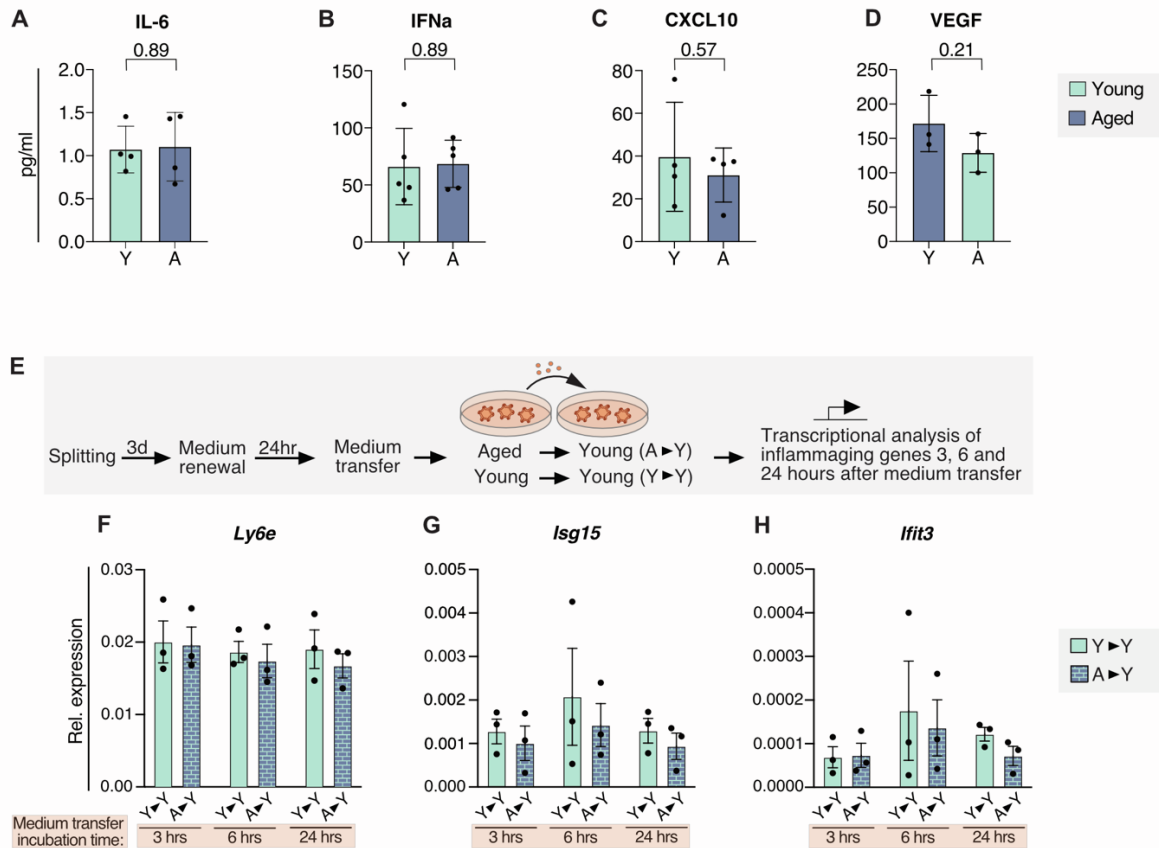 A
IL-6
0.89
2.0
1.5
1.0
0.5
0.0
pg/ml
Y
A
B
IFNa
0.89
150
100
50
0
Y
A
C
CXCL10
0.57
80
60
40
20
0
Y
A
D
VEGF
0.21
250
200
150
100
50
0
Y
A
Young
Aged
E
Splitting
3d
Medium
renewal
24hr
Medium
transfer
Aged
Young (A►Y)
Young
Young (Y►Y)
Transcriptional analysis of
inflammaging genes 3, 6 and
24 hours after medium transfer
F
Ly6e
0.03
0.02
0.01
0.00
Rel. expression
Y►Y
A►Y
Y►Y
A►Y
Y►Y
A►Y
Medium transfer
incubation time:
3 hrs
6 hrs
24 hrs
G
Isg15
0.005
0.004
0.003
0.002
0.001
0.000
Y►Y
A►Y
Y►Y
A►Y
Y►Y
A►Y
3 hrs
6 hrs
24 hrs
H
Ifit3
0.0005
0.0004
0.0003
0.0002
0.0001
0.0000
Y►Y
A►Y
Y►Y
A►Y
Y►Y
A►Y
3 hrs
6 hrs
24 hrs
Y►Y
A►Y